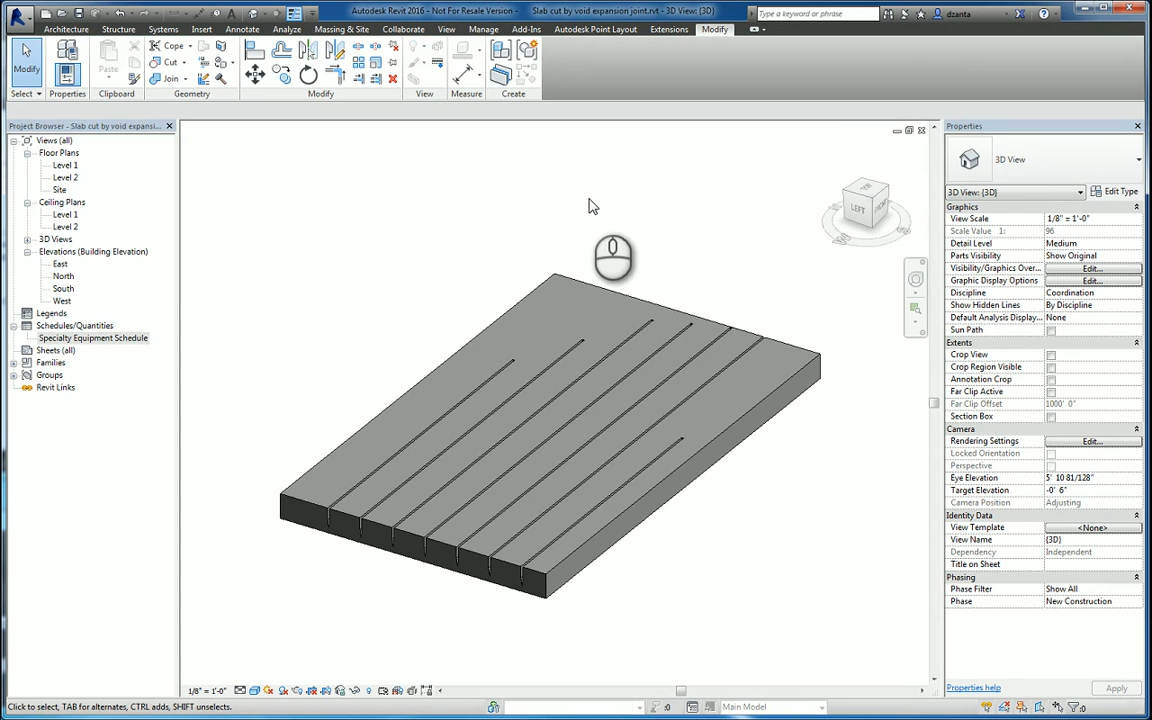 Autodesk Revit 2016 - Not For Resale Version - Slab cut by void expansion joint.rvt - 3D View: {3D}
Type a keyword or phrase
dzanta
Architecture Structure Systems Insert Annotate Analyze Massing & Site Collaborate View Manage Add-Ins Autodesk Point Layout Extensions Modify
Modify
Properties
Paste
Cope
Cut
Join
Select Properties Clipboard Geometry Modify View Measure Create
Project Browser - Slab cut by void expansi...
Views (all)
Floor Plans
Level 1
Level 2
Site
Ceiling Plans
Level 1
Level 2
3D Views
Elevations (Building Elevation)
East
North
South
West
Legends
Schedules/Quantities
Specialty Equipment Schedule
Sheets (all)
Families
Groups
Revit Links
LEFT
Properties
3D View
3D View: {3D} Edit Type
Graphics
View Scale 1/8" = 1'-0"
Scale Value 1: 96
Detail Level Medium
Parts Visibility Show Original
Visibility/Graphics Over... Edit...
Graphic Display Options Edit...
Discipline Coordination
Show Hidden Lines By Discipline
Default Analysis Display... None
Sun Path
Extents
Crop View
Crop Region Visible
Annotation Crop
Far Clip Active
Far Clip Offset 1000' 0"
Section Box
Camera
Rendering Settings Edit...
Locked Orientation
Perspective
Eye Elevation 5' 10 81/128"
Target Elevation -0' 6"
Camera Position Adjusting
Identity Data
View Template <None>
View Name {3D}
Dependency Independent
Title on Sheet
Phasing
Phase Filter Show All
Phase New Construction
Properties help Apply
1/8" = 1'-0"
Click to select, TAB for alternates, CTRL adds, SHIFT unselects.
:0
Main Model
:0